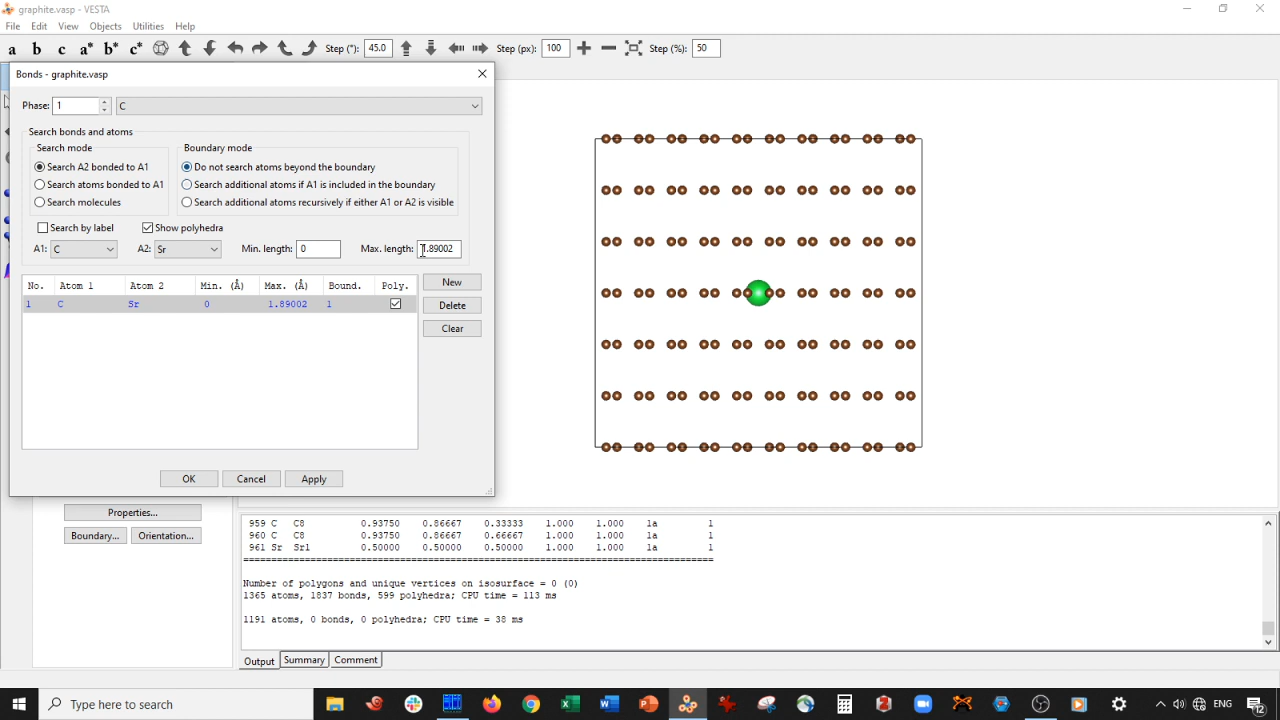 graphite.vasp - VESTA
File Edit View Objects Utilities Help
a b c a* b* c* Step (°): 45.0 Step (px): 100 Step (%): 50
Bonds - graphite.vasp
Phase: 1 C
Search bonds and atoms
Search mode
Search A2 bonded to A1
Search atoms bonded to A1
Search molecules
Boundary mode
Do not search atoms beyond the boundary
Search additional atoms if A1 is included in the boundary
Search additional atoms recursively if either A1 or A2 is visible
Search by label Show polyhedra
A1: C A2: Sr Min. length: 0 Max. length: 1.89002
No. Atom 1 Atom 2 Min. (Å) Max. (Å) Bound. Poly.
1 C Sr 0 1.89002 1
New
Delete
Clear
OK Cancel Apply
Properties...
Boundary... Orientation...
959 C C8 0.93750 0.86667 0.33333 1.000 1.000 1a 1
960 C C8 0.93750 0.86667 0.66667 1.000 1.000 1a 1
961 Sr Sr1 0.50000 0.50000 0.50000 1.000 1.000 1a 1
Number of polygons and unique vertices on isosurface = 0 (0)
1365 atoms, 1837 bonds, 599 polyhedra; CPU time = 113 ms
1191 atoms, 0 bonds, 0 polyhedra; CPU time = 38 ms
Output Summary Comment
Type here to search
ENG
12